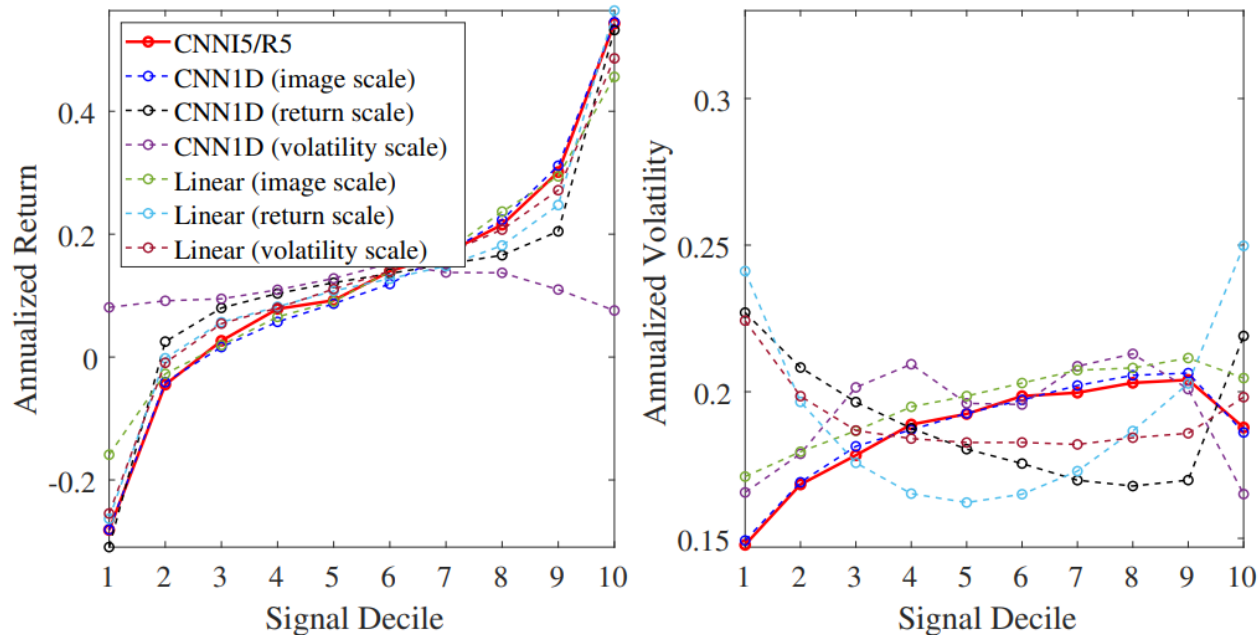 CNNI5/R5
CNN1D (image scale)
CNN1D (return scale)
CNN1D (volatility scale)
Linear (image scale)
Linear (return scale)
Linear (volatility scale)
Annualized Return
0.4
0.2
0
-0.2
1 2 3 4 5 6 7 8 9 10
Signal Decile
Annualized Volatility
0.3
0.25
0.2
0.15
1 2 3 4 5 6 7 8 9 10
Signal Decile